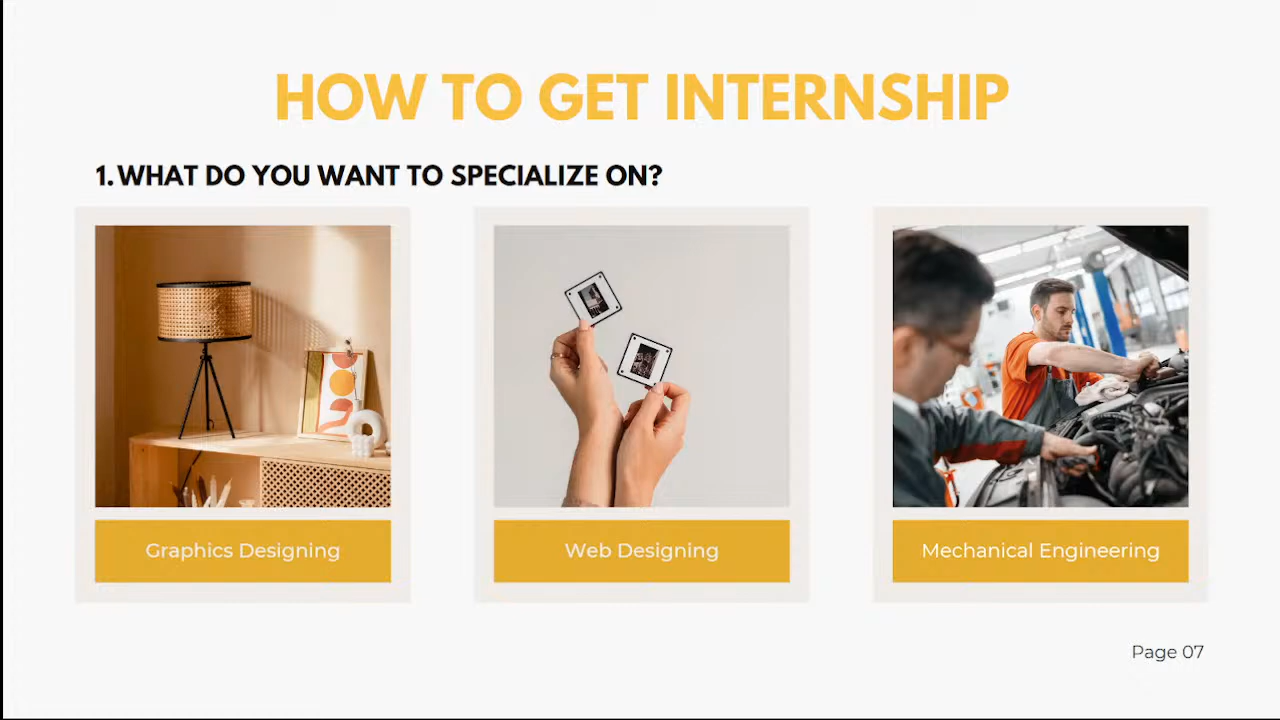 HOW TO GET INTERNSHIP
1. WHAT DO YOU WANT TO SPECIALIZE ON?
Graphics Designing
Web Designing
Mechanical Engineering
Page 07